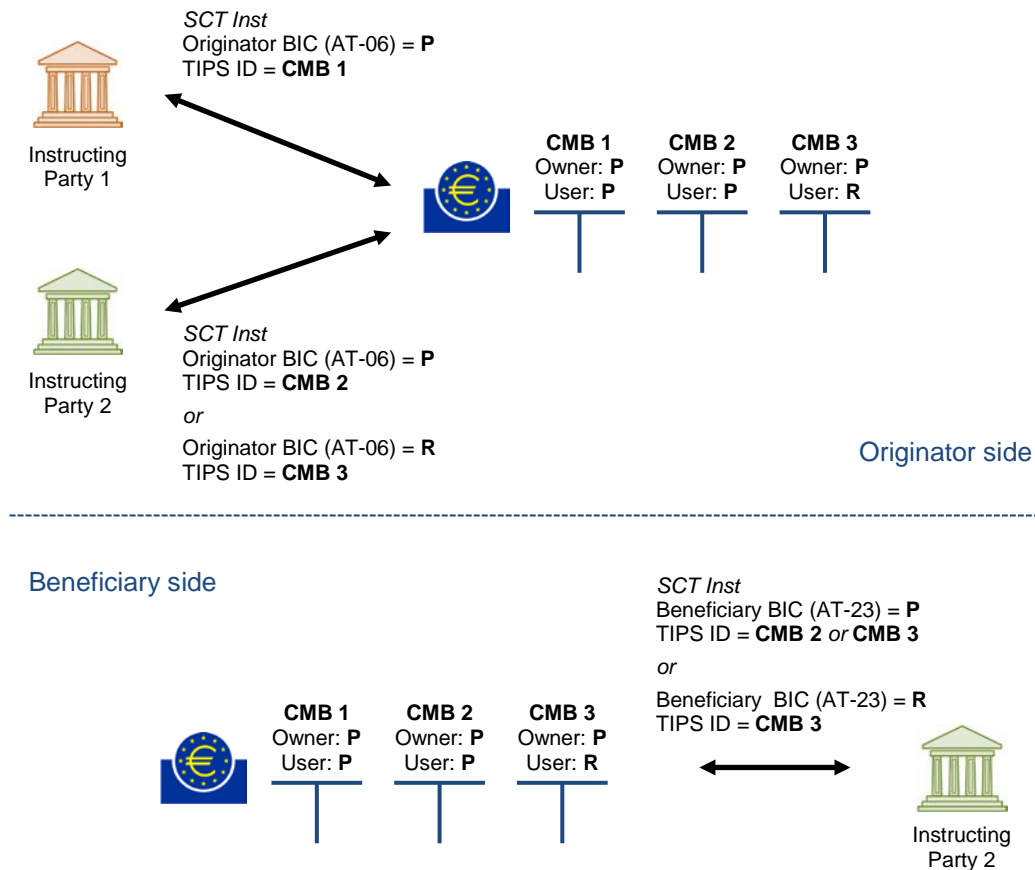 SCT Inst
Originator BIC (AT-06) = P
TIPS ID = CMB 1
Instructing
Party 1
CMB 1
Owner: P
User: P
CMB 2
Owner: P
User: P
CMB 3
Owner: P
User: R
Instructing
Party 2
SCT Inst
Originator BIC (AT-06) = P
TIPS ID = CMB 2
or
Originator BIC (AT-06) = R
TIPS ID = CMB 3
Originator side
Beneficiary side
SCT Inst
Beneficiary BIC (AT-23) = P
TIPS ID = CMB 2 or CMB 3
or
Beneficiary BIC (AT-23) = R
TIPS ID = CMB 3
CMB 1
Owner: P
User: P
CMB 2
Owner: P
User: P
CMB 3
Owner: P
User: R
Instructing
Party 2